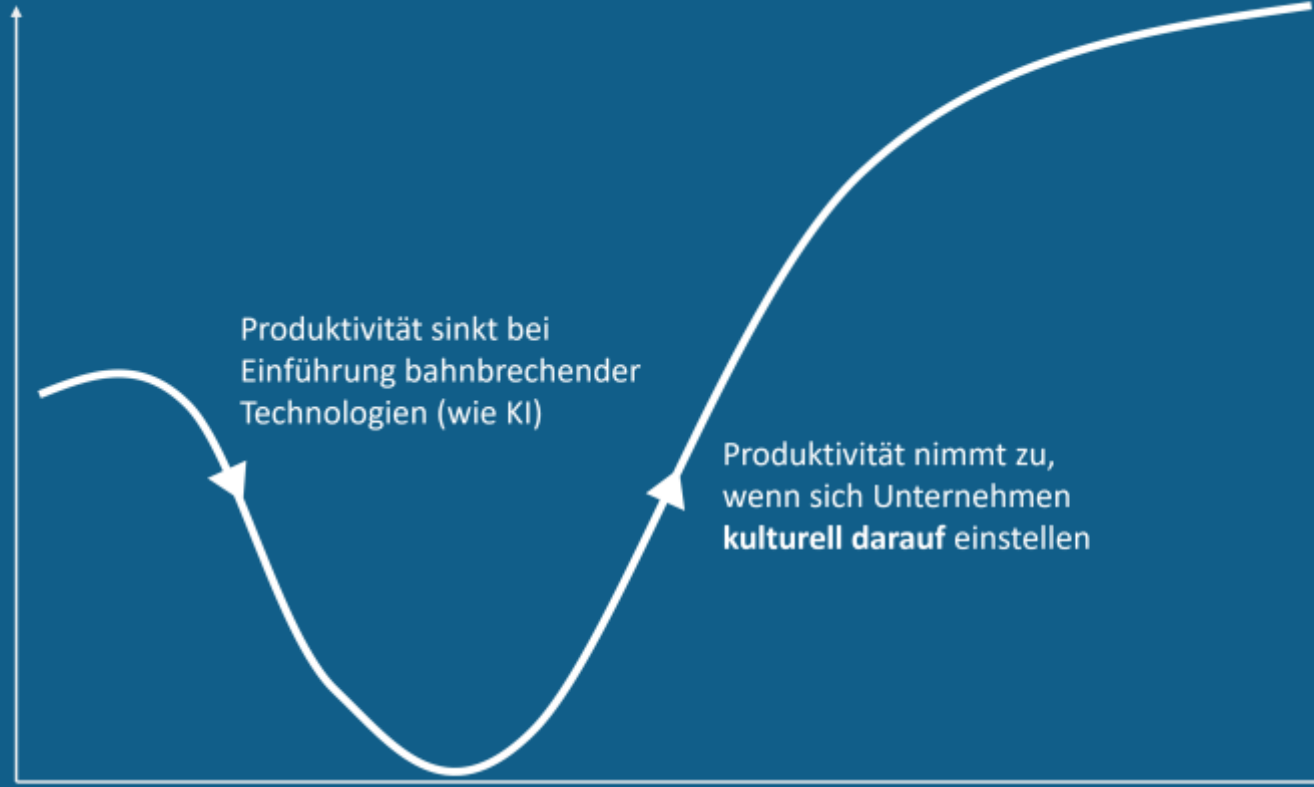 Produktivität sinkt bei
Einführung bahnbrechender
Technologien (wie KI)
Produktivität nimmt zu,
wenn sich Unternehmen
kulturell darauf einstellen